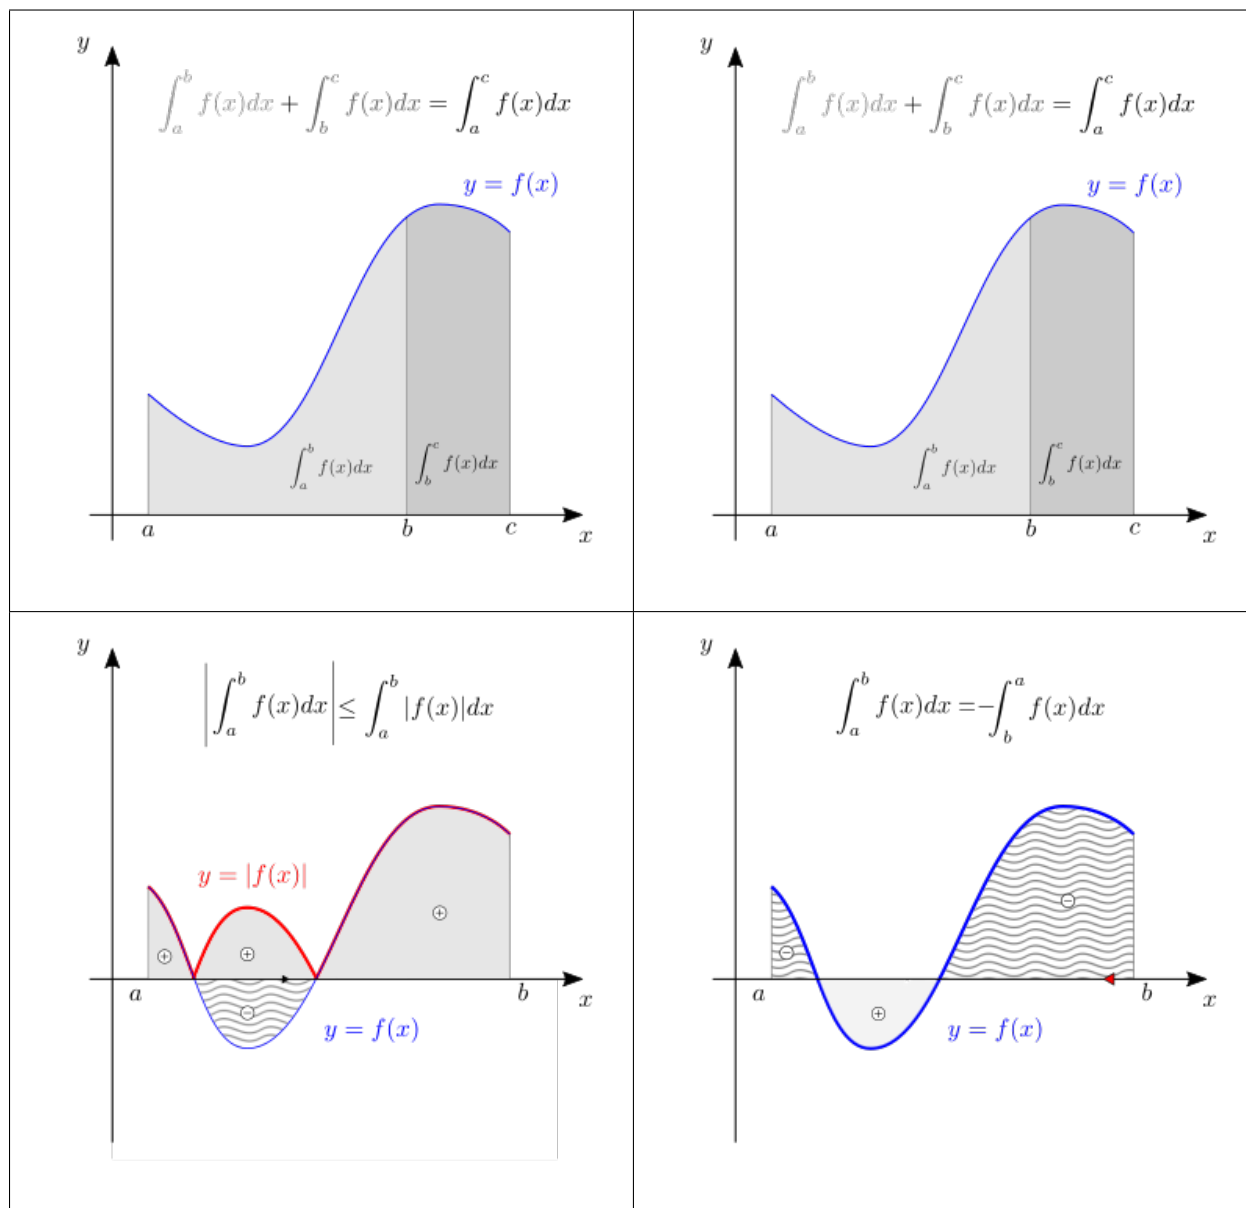 y
∫_a^b f(x)dx + ∫_b^c f(x)dx = ∫_a^c f(x)dx
y = f(x)
∫_a^b f(x)dx ∫_b^c f(x)dx
a b c x
y
∫_a^b f(x)dx + ∫_b^c f(x)dx = ∫_a^c f(x)dx
y = f(x)
∫_a^b f(x)dx ∫_b^c f(x)dx
a b c x
y
|∫_a^b f(x)dx| ≤ ∫_a^b |f(x)|dx
y = |f(x)|
+
+ +
a b x
−
y = f(x)
y
∫_a^b f(x)dx = −∫_b^a f(x)dx
−
−
a b x
+
y = f(x)